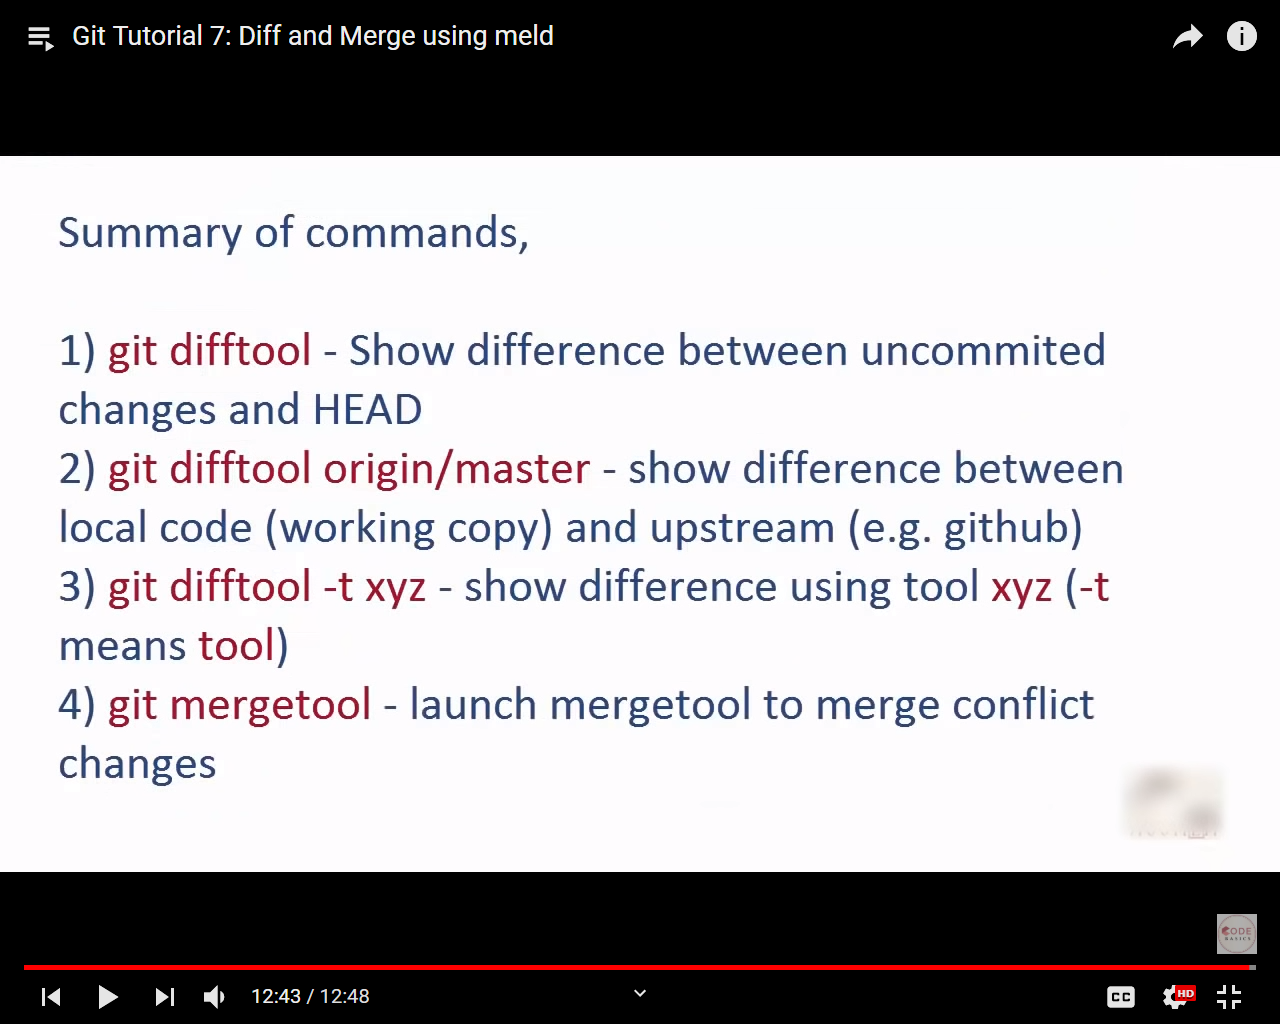 Git Tutorial 7: Diff and Merge using meld
Summary of commands,
1) git difftool - Show difference between uncommited
changes and HEAD
2) git difftool origin/master - show difference between
local code (working copy) and upstream (e.g. github)
3) git difftool -t xyz - show difference using tool xyz (-t
means tool)
4) git mergetool - launch mergetool to merge conflict
changes
CODE
BASICS
12:43 / 12:48
CC
HD